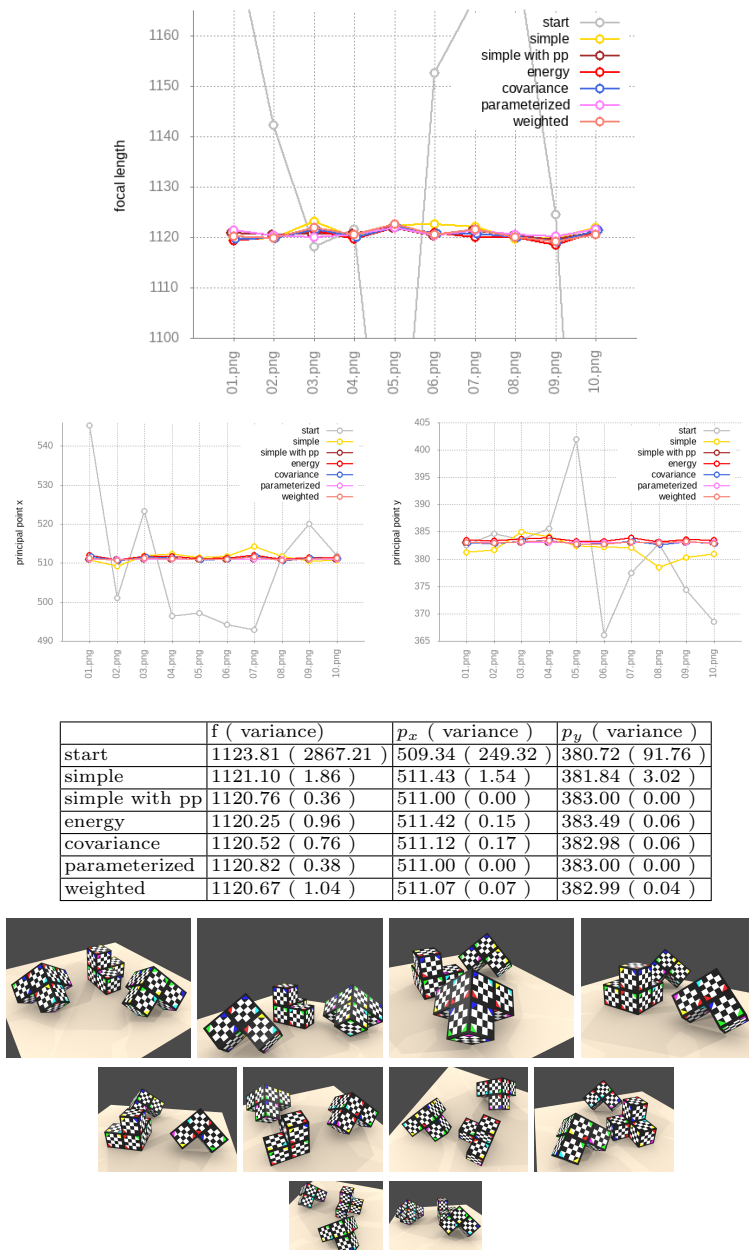 1160
1150
1140
1130
1120
1110
1100
focal length
start
simple
simple with pp
energy
covariance
parameterized
weighted
01.png
02.png
03.png
04.png
05.png
06.png
07.png
08.png
09.png
10.png
540
530
520
510
500
490
principal point x
start
simple
simple with pp
energy
covariance
parameterized
weighted
01.png
02.png
03.png
04.png
05.png
06.png
07.png
08.png
09.png
10.png
405
400
395
390
385
380
375
370
365
principal point y
start
simple
simple with pp
energy
covariance
parameterized
weighted
01.png
02.png
03.png
04.png
05.png
06.png
07.png
08.png
09.png
10.png
f ( variance) p_x ( variance ) p_y ( variance )
start 1123.81 ( 2867.21 ) 509.34 ( 249.32 ) 380.72 ( 91.76 )
simple 1121.10 ( 1.86 ) 511.43 ( 1.54 ) 381.84 ( 3.02 )
simple with pp 1120.76 ( 0.36 ) 511.00 ( 0.00 ) 383.00 ( 0.00 )
energy 1120.25 ( 0.96 ) 511.42 ( 0.15 ) 383.49 ( 0.06 )
covariance 1120.52 ( 0.76 ) 511.12 ( 0.17 ) 382.98 ( 0.06 )
parameterized 1120.82 ( 0.38 ) 511.00 ( 0.00 ) 383.00 ( 0.00 )
weighted 1120.67 ( 1.04 ) 511.07 ( 0.07 ) 382.99 ( 0.04 )